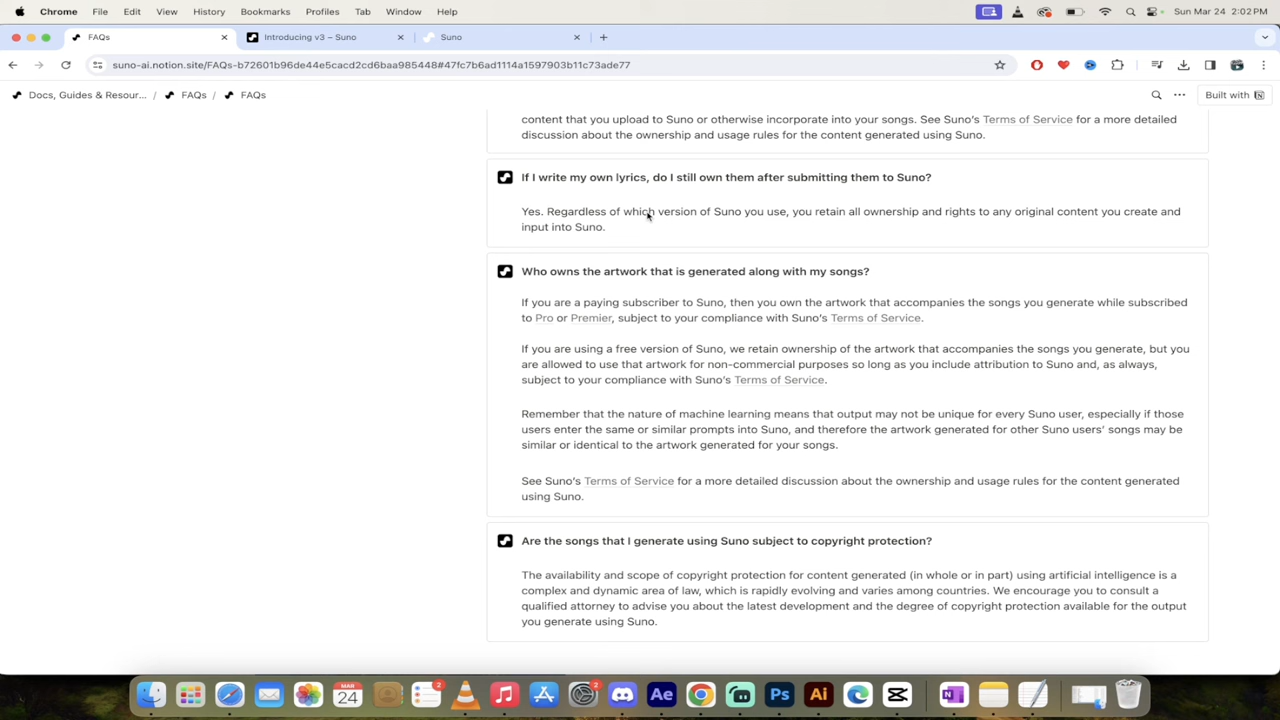 Chrome File Edit View History Bookmarks Profiles Tab Window Help Sun Mar 24 2:02 PM
FAQs Introducing v3 – Suno Suno
suno-ai.notion.site/FAQs-b72601b96de44e5cacd2cd6baa985448#47fc7b6ad1114a1597903b11c73ade77
Docs, Guides & Resour... / FAQs / FAQs Built with
content that you upload to Suno or otherwise incorporate into your songs. See Suno's Terms of Service for a more detailed
discussion about the ownership and usage rules for the content generated using Suno.
If I write my own lyrics, do I still own them after submitting them to Suno?
Yes. Regardless of which version of Suno you use, you retain all ownership and rights to any original content you create and
input into Suno.
Who owns the artwork that is generated along with my songs?
If you are a paying subscriber to Suno, then you own the artwork that accompanies the songs you generate while subscribed
to Pro or Premier, subject to your compliance with Suno's Terms of Service.
If you are using a free version of Suno, we retain ownership of the artwork that accompanies the songs you generate, but you
are allowed to use that artwork for non-commercial purposes so long as you include attribution to Suno and, as always,
subject to your compliance with Suno's Terms of Service.
Remember that the nature of machine learning means that output may not be unique for every Suno user, especially if those
users enter the same or similar prompts into Suno, and therefore the artwork generated for other Suno users' songs may be
similar or identical to the artwork generated for your songs.
See Suno's Terms of Service for a more detailed discussion about the ownership and usage rules for the content generated
using Suno.
Are the songs that I generate using Suno subject to copyright protection?
The availability and scope of copyright protection for content generated (in whole or in part) using artificial intelligence is a
complex and dynamic area of law, which is rapidly evolving and varies among countries. We encourage you to consult a
qualified attorney to advise you about the latest development and the degree of copyright protection available for the output
you generate using Suno.
MAR 24 2 2 Ae Ps Ai N